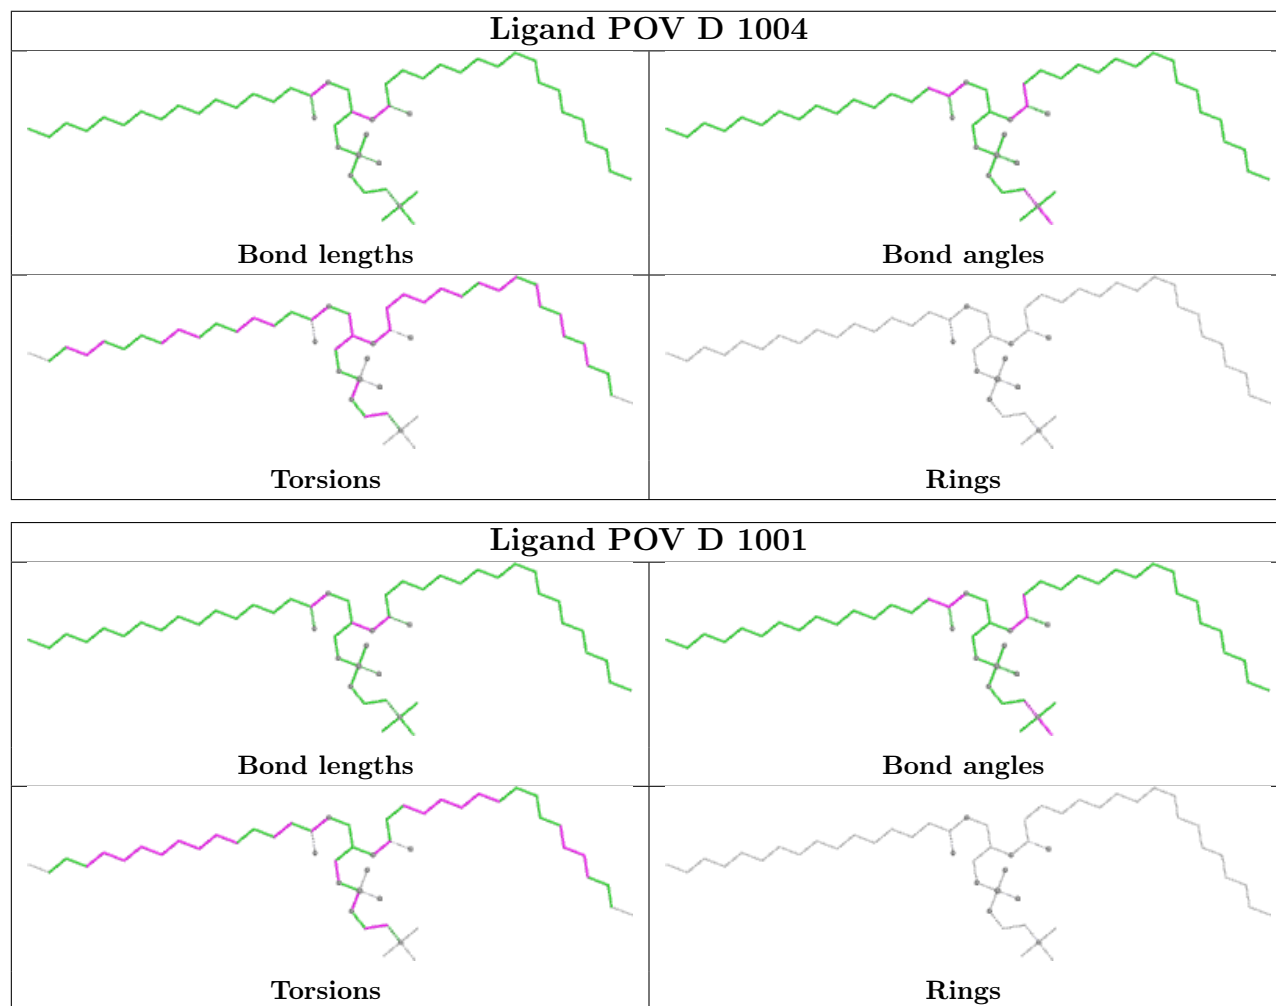 Ligand POV D 1004
Bond lengths
Bond angles
Torsions
Rings
Ligand POV D 1001
Bond lengths
Bond angles
Torsions
Rings